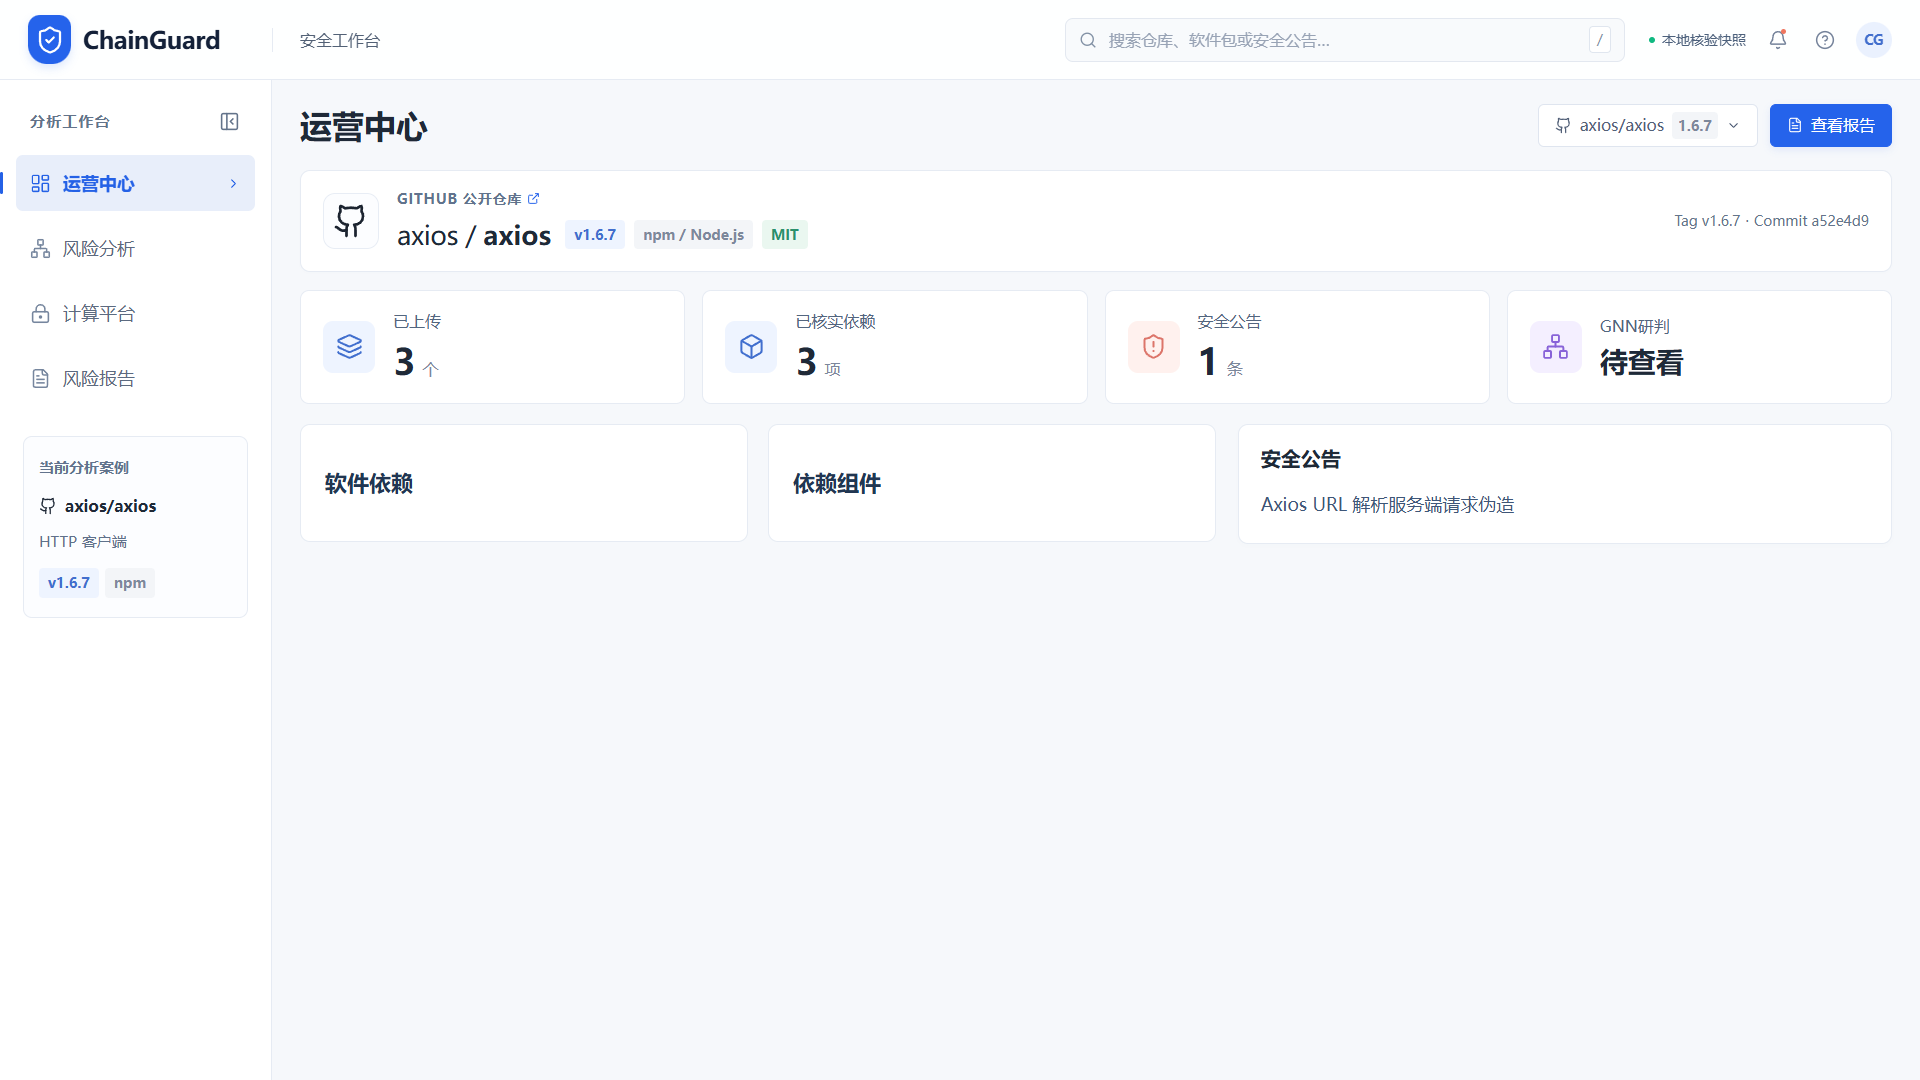 ChainGuard
安全工作台
搜索仓库、软件包或安全公告...
/
本地核验快照
CG
分析工作台
运营中心
风险分析
计算平台
风险报告
当前分析案例
axios/axios
HTTP 客户端
v1.6.7 npm
运营中心
axios/axios 1.6.7
查看报告
GITHUB 公开仓库
axios / axios v1.6.7 npm / Node.js MIT
Tag v1.6.7 · Commit a52e4d9
已上传
3 个
已核实依赖
3 项
安全公告
1 条
GNN研判
待查看
软件依赖
依赖组件
安全公告
Axios URL 解析服务端请求伪造